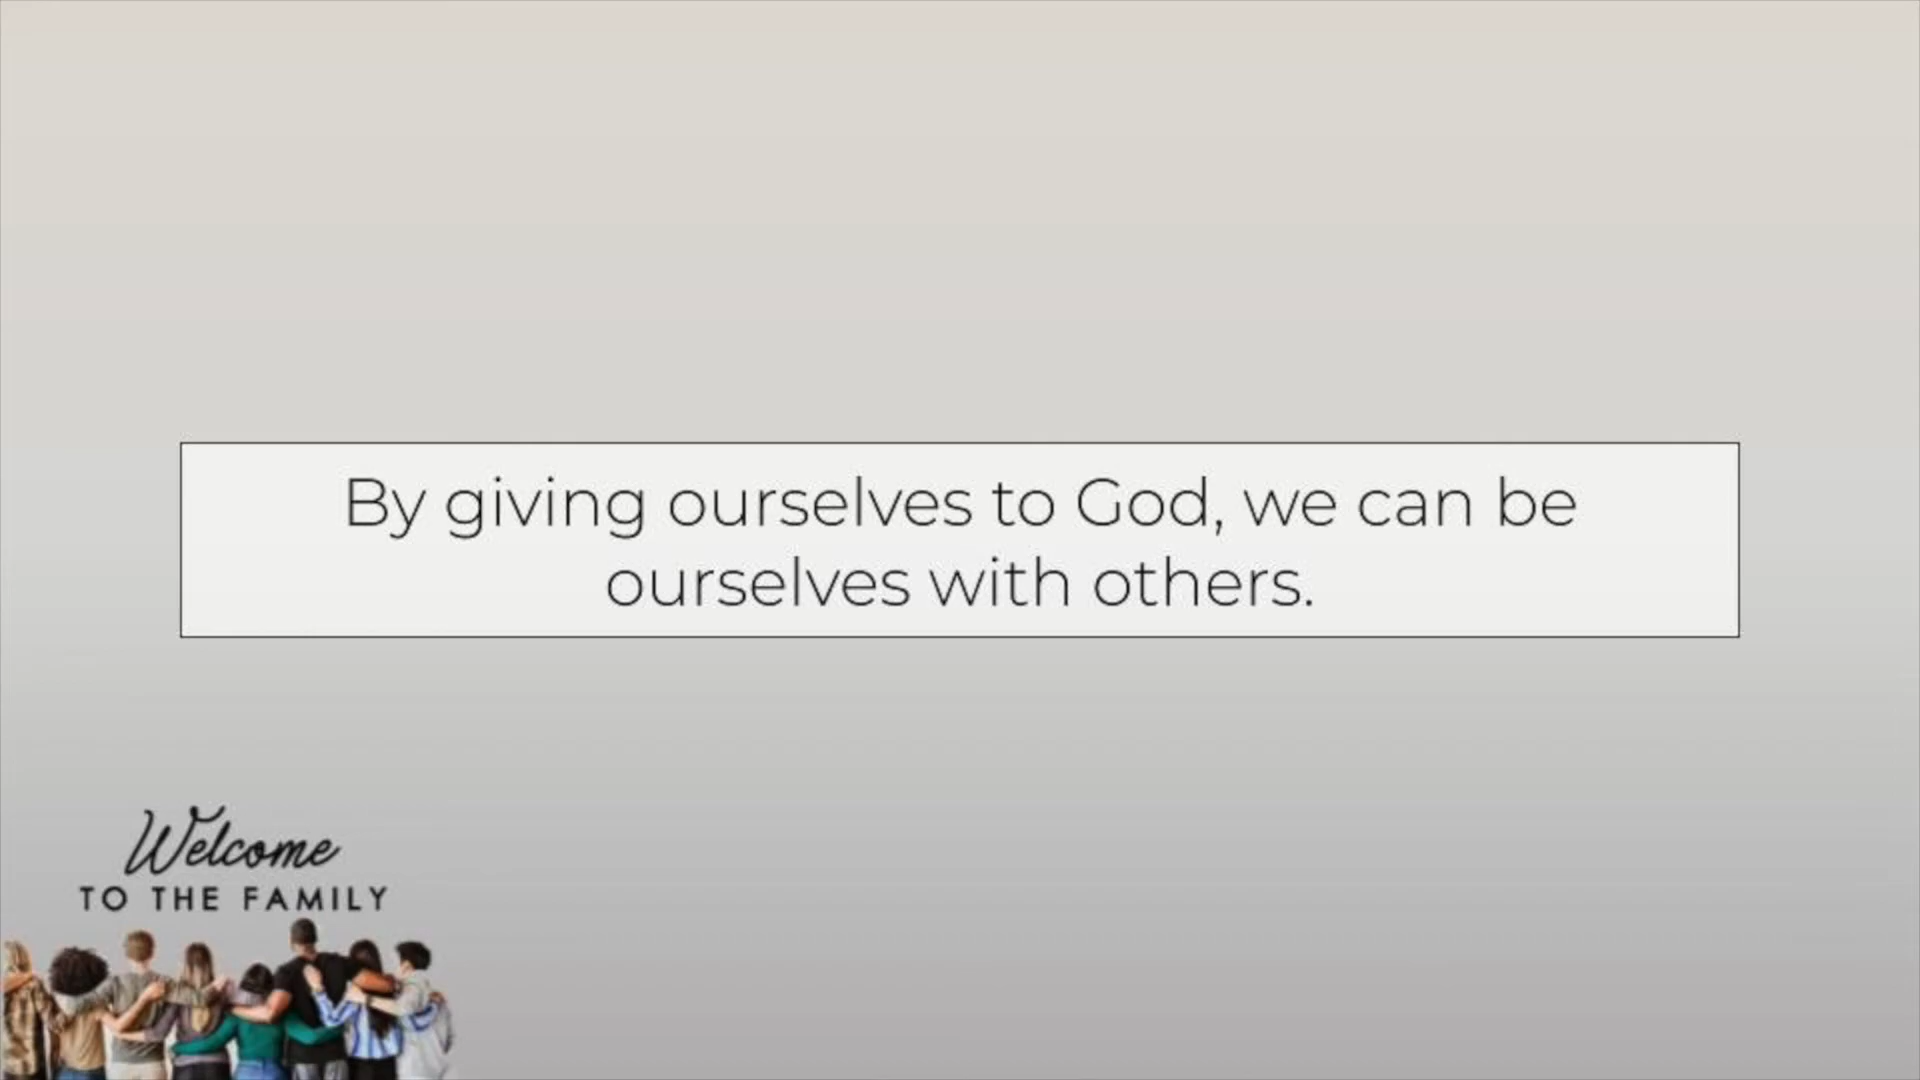 By giving ourselves to God, we can be
ourselves with others.
Welcome
TO THE FAMILY